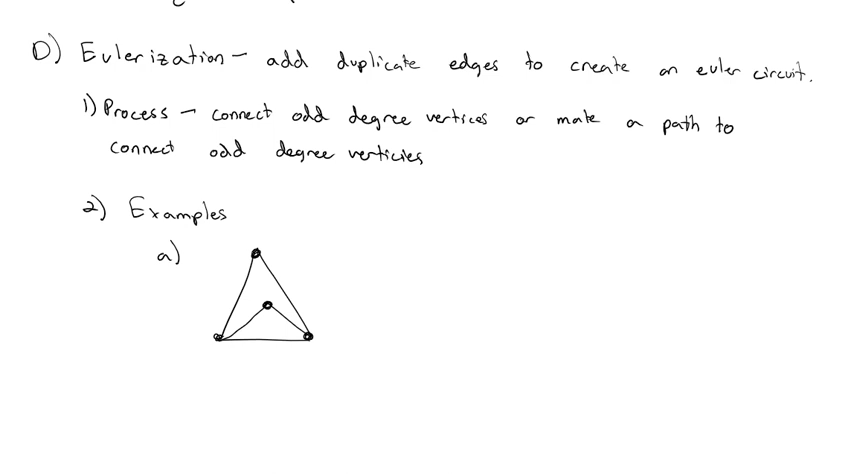 D) Eulerization - add duplicate edges to create an euler circuit.
1) Process - connect odd degree vertices or make a path to
connect odd degree verticies
2) Examples
a)